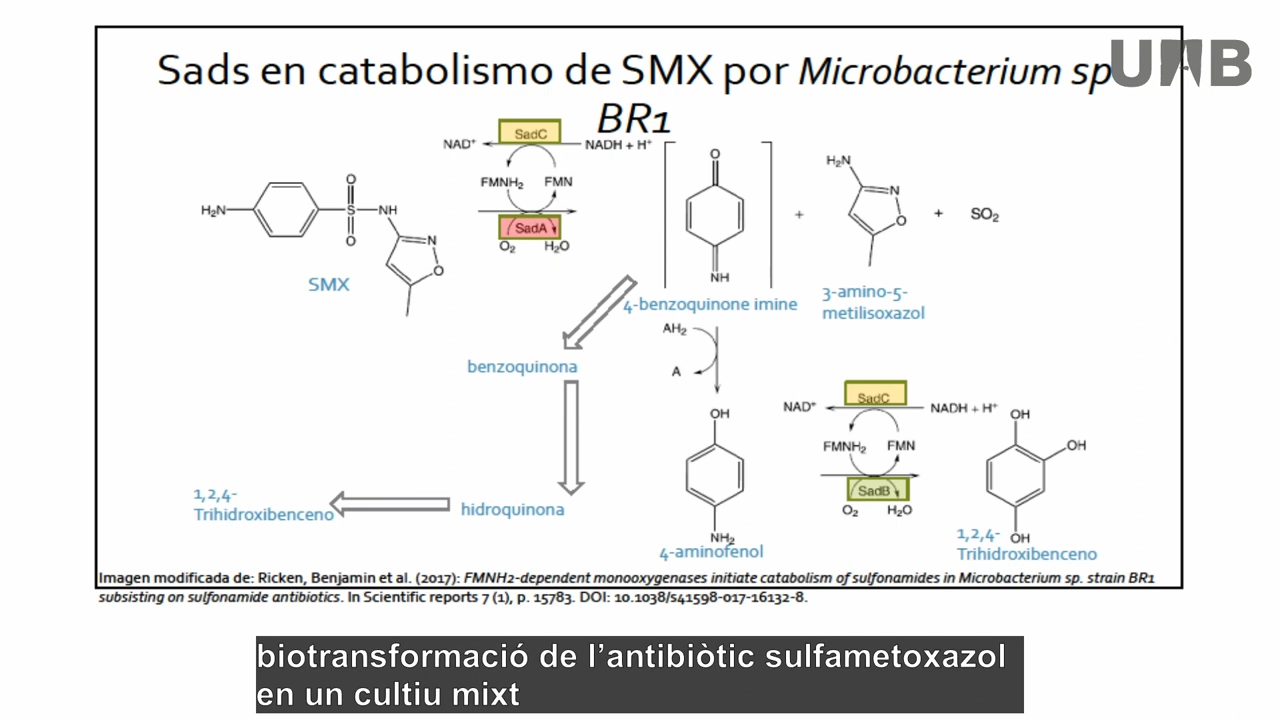 Sads en catabolismo de SMX por Microbacterium sp
UAB
BR1
SadC
NAD⁺
NADH + H⁺
FMNH₂
FMN
SadA
O₂
H₂O
H₂N
O
S
NH
O
N
O
SMX
O
NH
4-benzoquinone imine
+
H₂N
N
O
3-amino-5-
metilisoxazol
+
SO₂
AH₂
A
benzoquinona
hidroquinona
1,2,4-
Trihidroxibenceno
OH
NH₂
4-aminofenol
SadC
NAD⁺
NADH + H⁺
FMNH₂
FMN
SadB
O₂
H₂O
OH
OH
OH
1,2,4-
Trihidroxibenceno
Imagen modificada de: Ricken, Benjamin et al. (2017): FMNH2-dependent monooxygenases initiate catabolism of sulfonamides in Microbacterium sp. strain BR1
subsisting on sulfonamide antibiotics. In Scientific reports 7 (1), p. 15783. DOI: 10.1038/s41598-017-16132-8.
biotransformació de l’antibiòtic sulfametoxazol
en un cultiu mixt